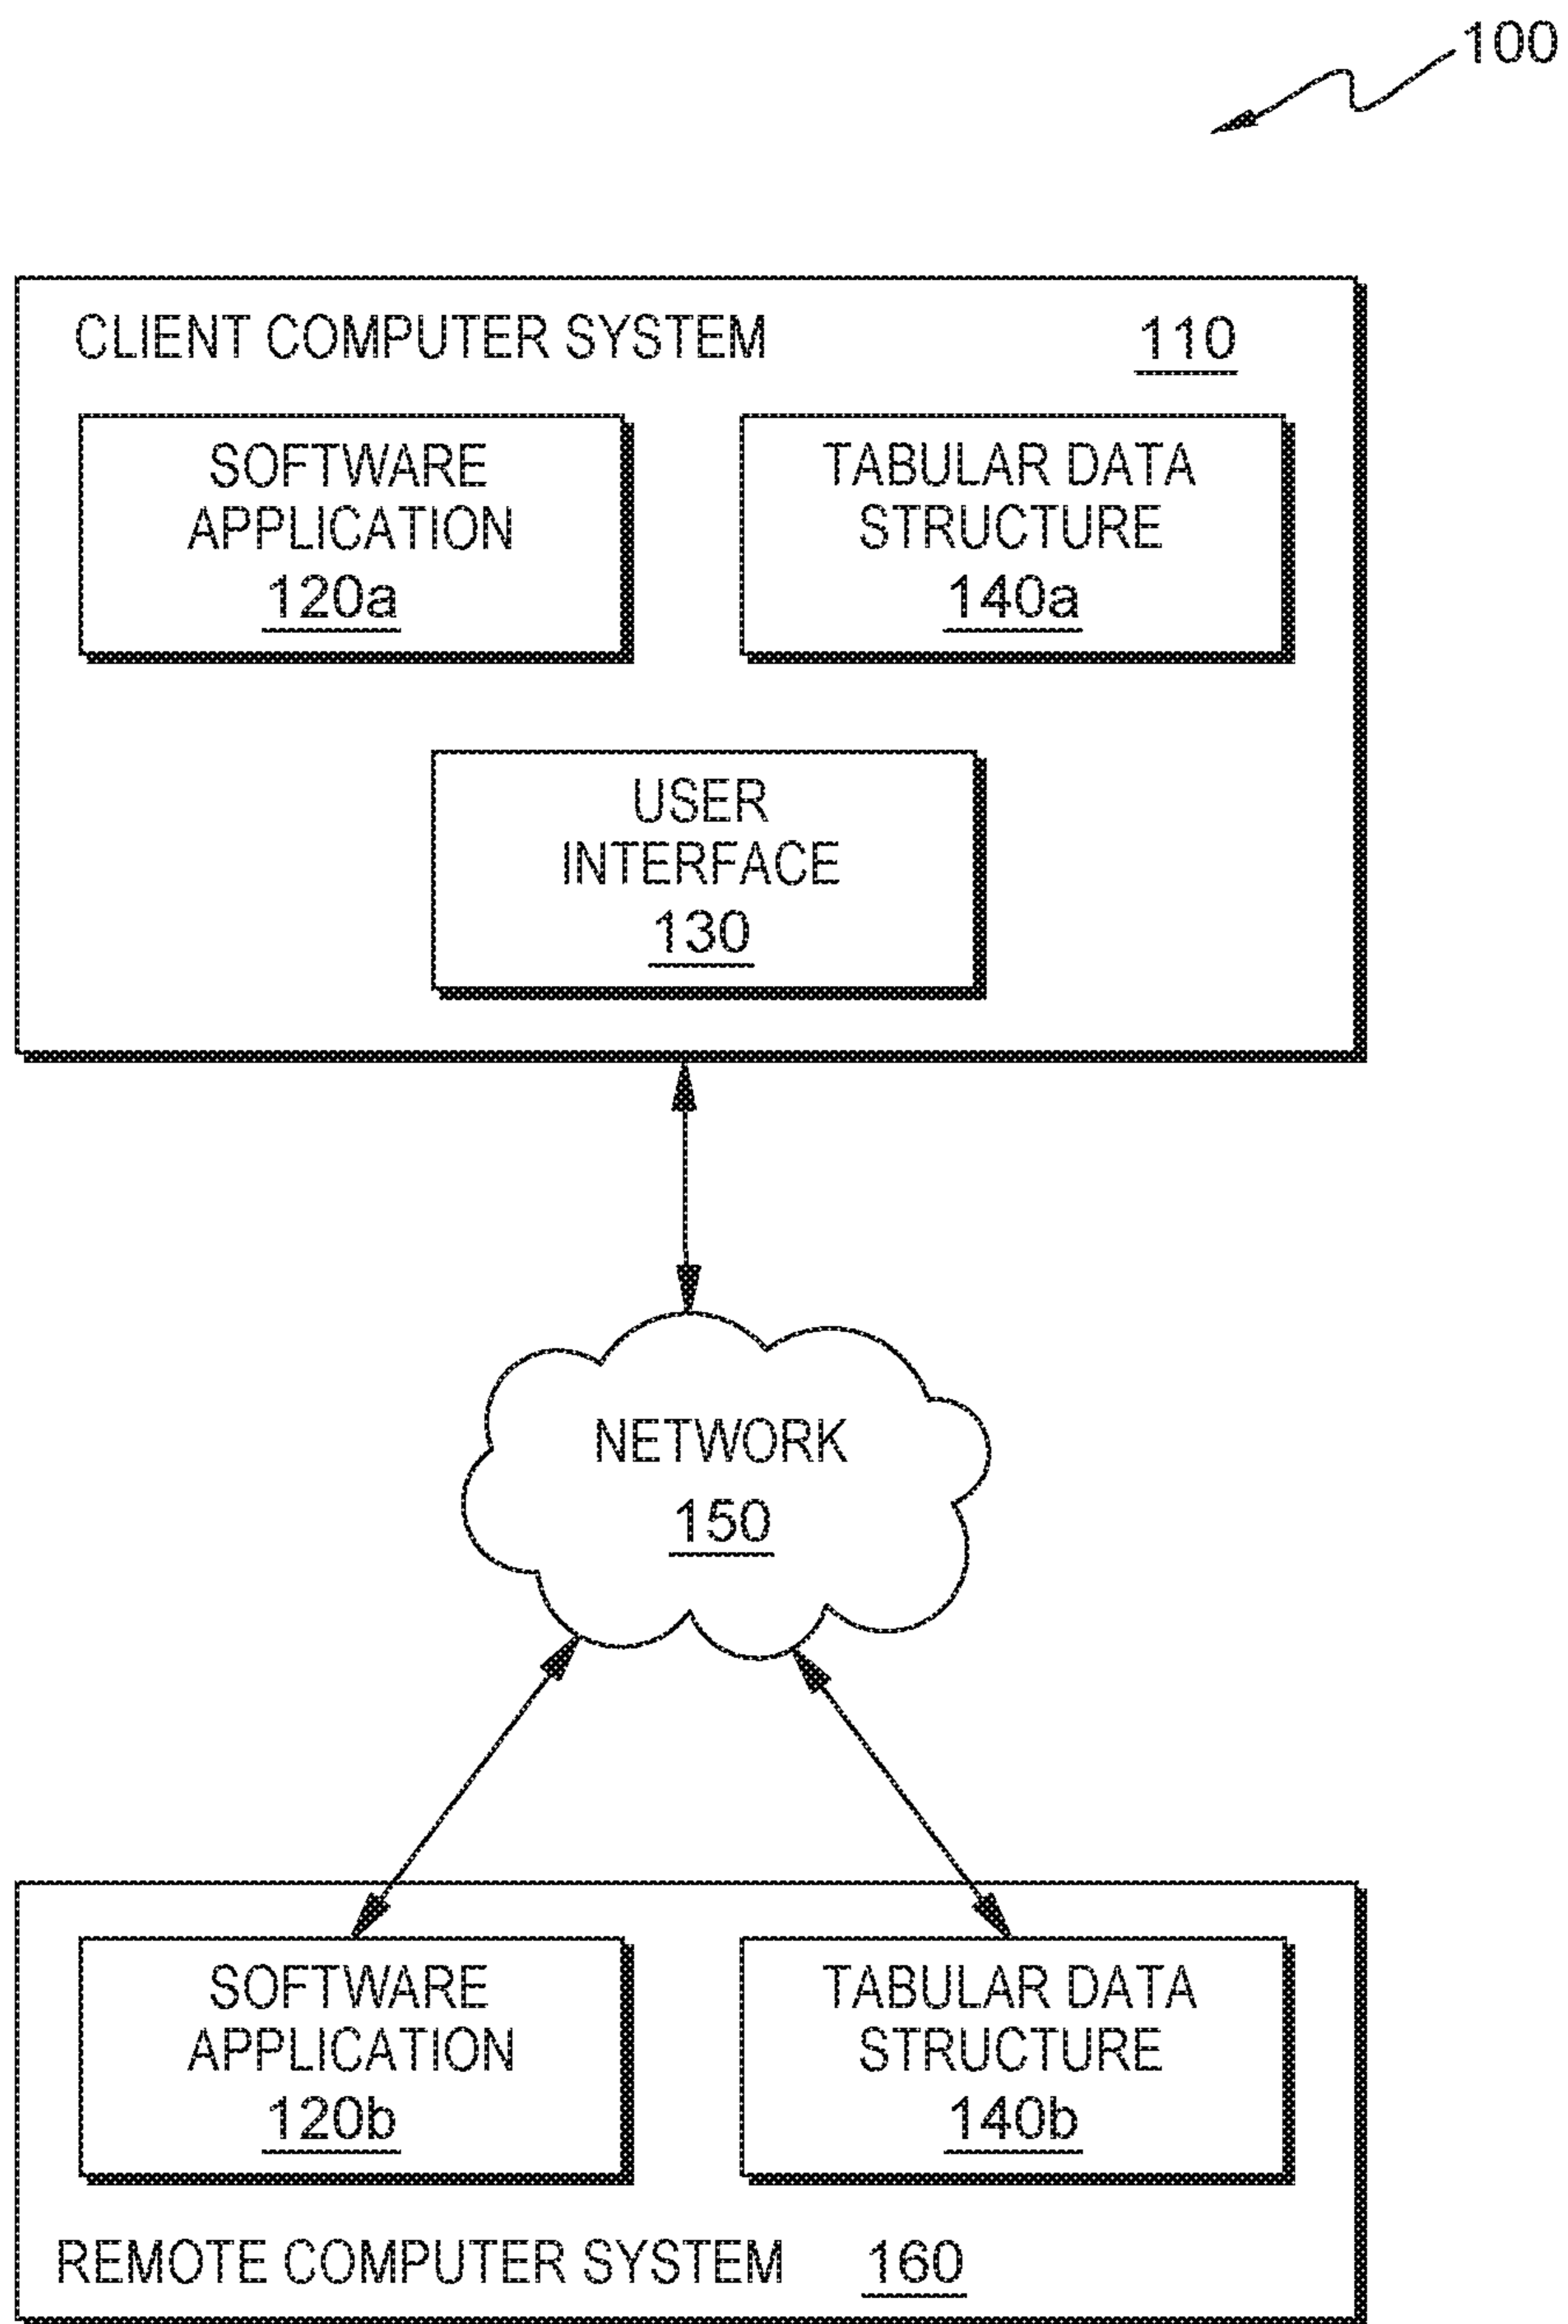 100
CLIENT COMPUTER SYSTEM 110
SOFTWARE
APPLICATION
120a
TABULAR DATA
STRUCTURE
140a
USER
INTERFACE
130
NETWORK
150
SOFTWARE
APPLICATION
120b
TABULAR DATA
STRUCTURE
140b
REMOTE COMPUTER SYSTEM 160